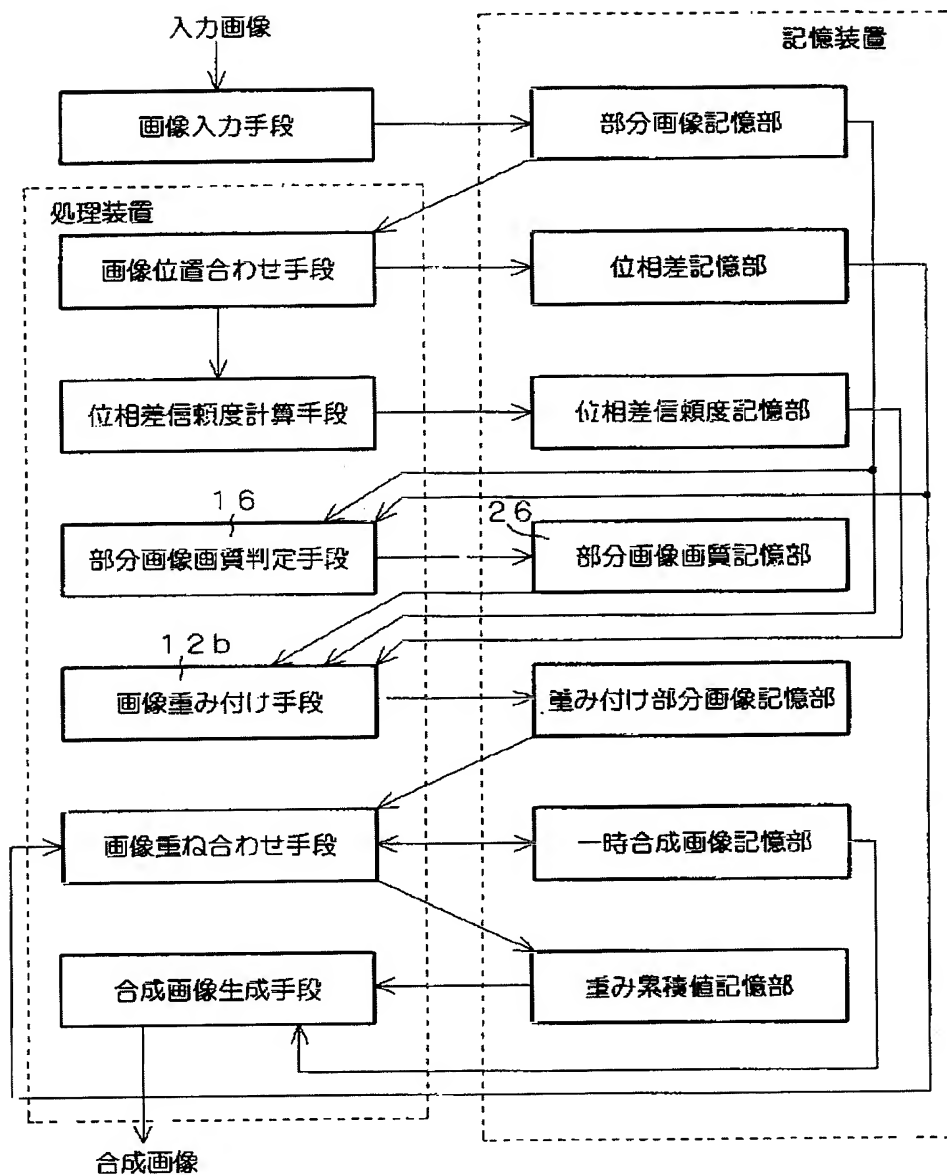 入力画像
記憶装置
画像入力手段
部分画像記憶部
処理装置
画像位置合わせ手段
位相差記憶部
位相差信頼度計算手段
位相差信頼度記憶部
16
26
部分画像画質判定手段
部分画像画質記憶部
12b
画像重み付け手段
重み付け部分画像記憶部
画像重ね合わせ手段
一時合成画像記憶部
合成画像生成手段
重み累積値記憶部
合成画像